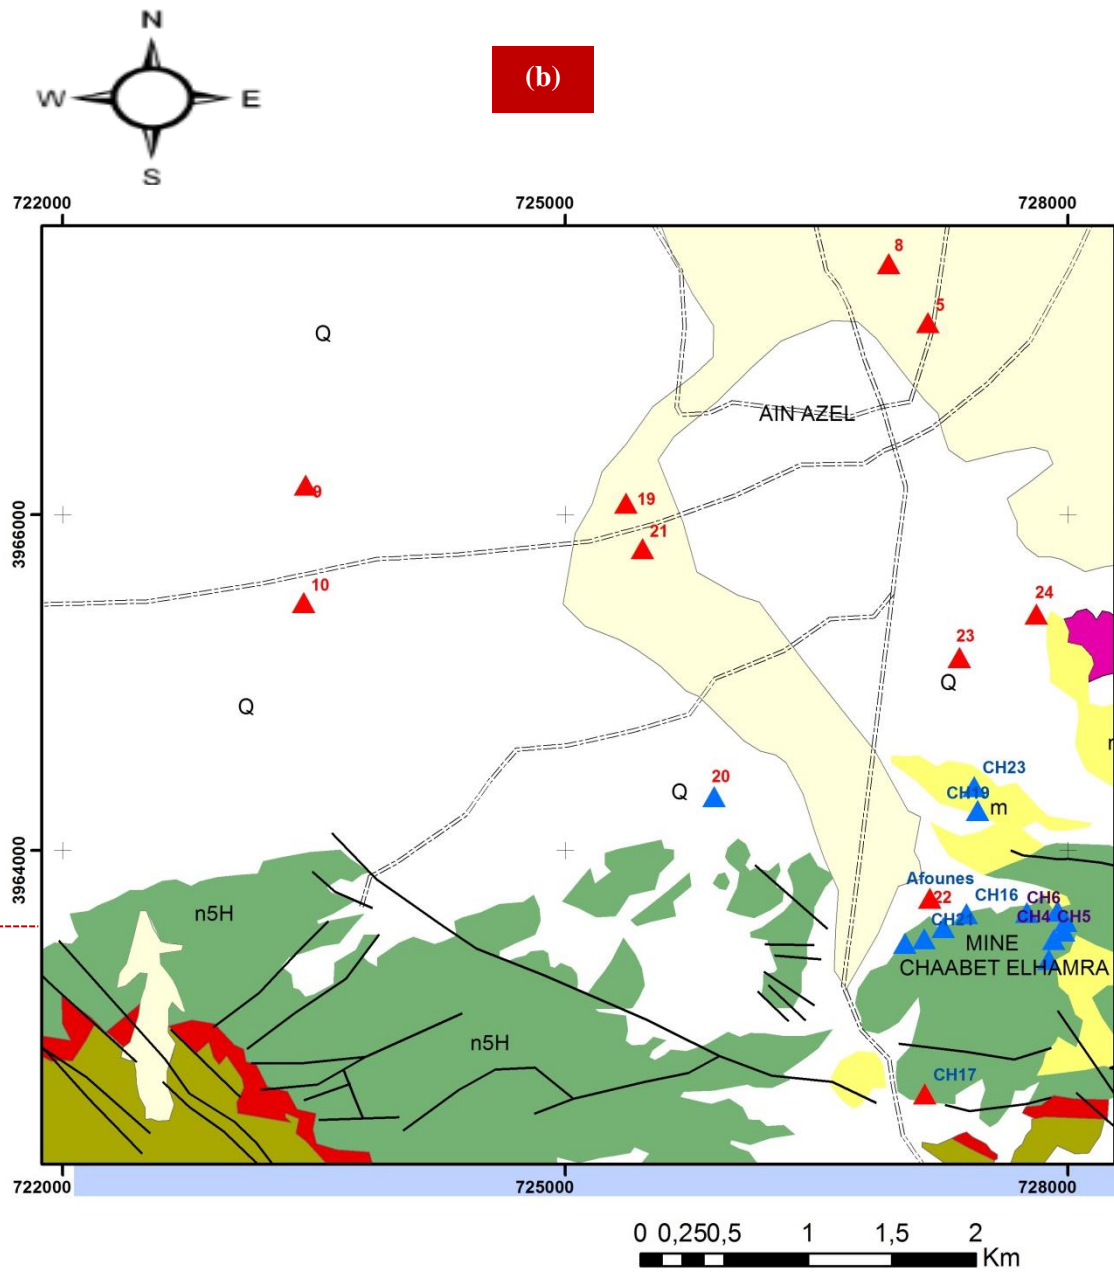 N
(b)
W
E
S
722000
725000
728000
8
5
Q
AIN AZEL
9
19
3966000
21
10
24
23
Q
Q
r
CH23
20
Q
CH19
m
3964000
Afounes
CH16
CH6
22
n5H
CH21
CH4
CH5
MINE
CHAABET ELHAMRA
n5H
CH17
722000
725000
728000
0 0,250,5 1 1,5 2
Km